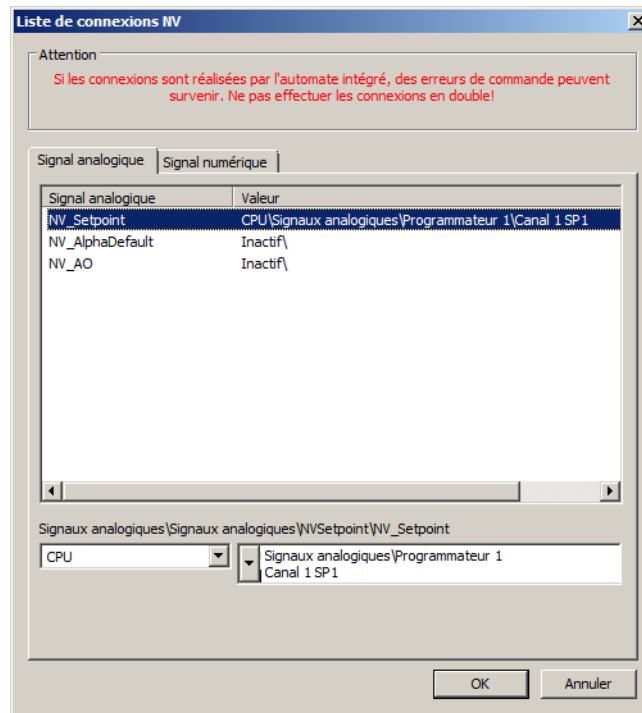 Liste de connexions NV
Attention
Si les connexions sont réalisées par l'automate intégré, des erreurs de commande peuvent
survenir. Ne pas effectuer les connexions en double!
Signal analogique Signal numérique
Signal analogique Valeur
NV_Setpoint CPU\Signaux analogiques\Programmateur 1\Canal 1 SP1
NV_AlphaDefault Inactif\
NV_AO Inactif\
Signaux analogiques\Signaux analogiques\NVSetpoint\NV_Setpoint
CPU Signaux analogiques\Programmateur 1
Canal 1 SP1
OK Annuler